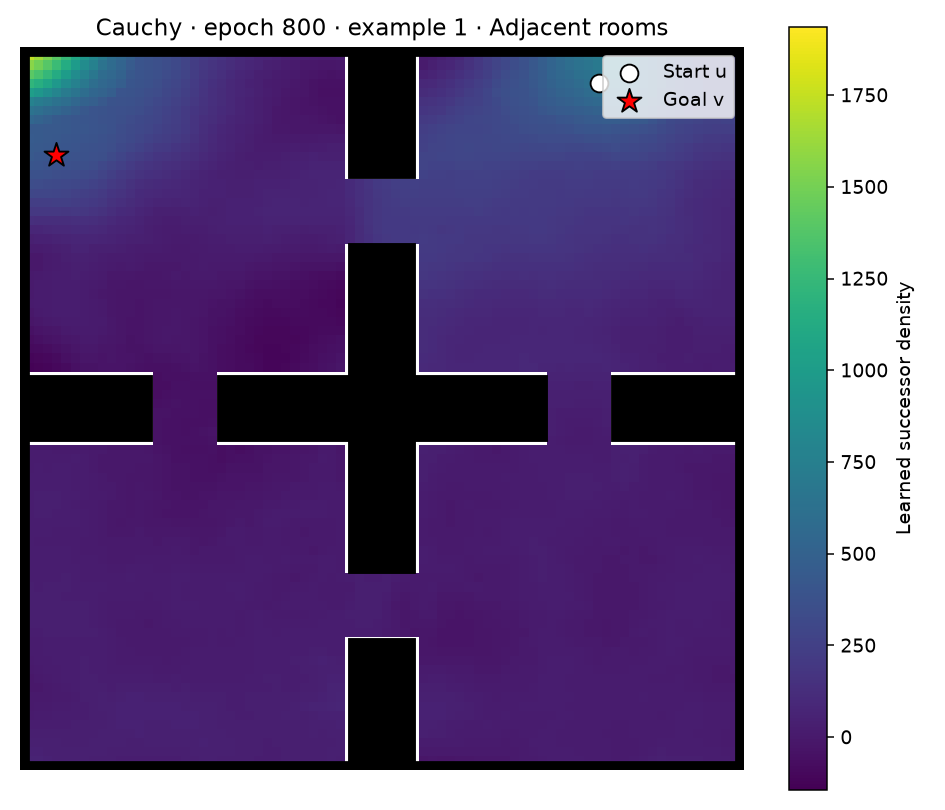 Cauchy · epoch 800 · example 1 · Adjacent rooms
Start u
Goal v
1750
1500
1250
1000
750
500
250
0
Learned successor density